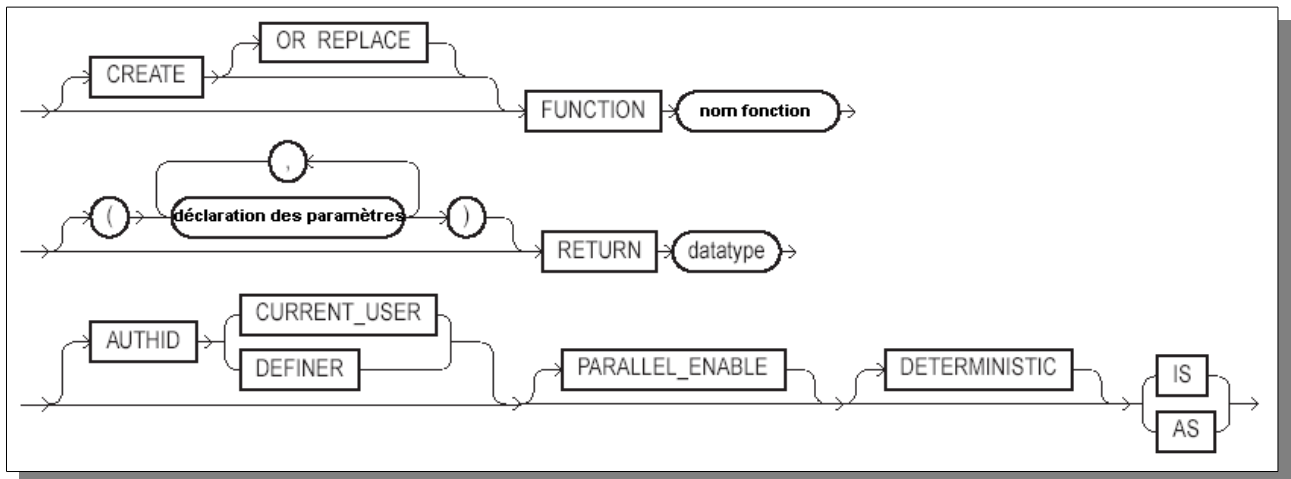 OR REPLACE
CREATE
FUNCTION nom fonction
,
( déclaration des paramètres )
RETURN datatype
CURRENT_USER
AUTHID
DEFINER
PARALLEL_ENABLE DETERMINISTIC
IS
AS